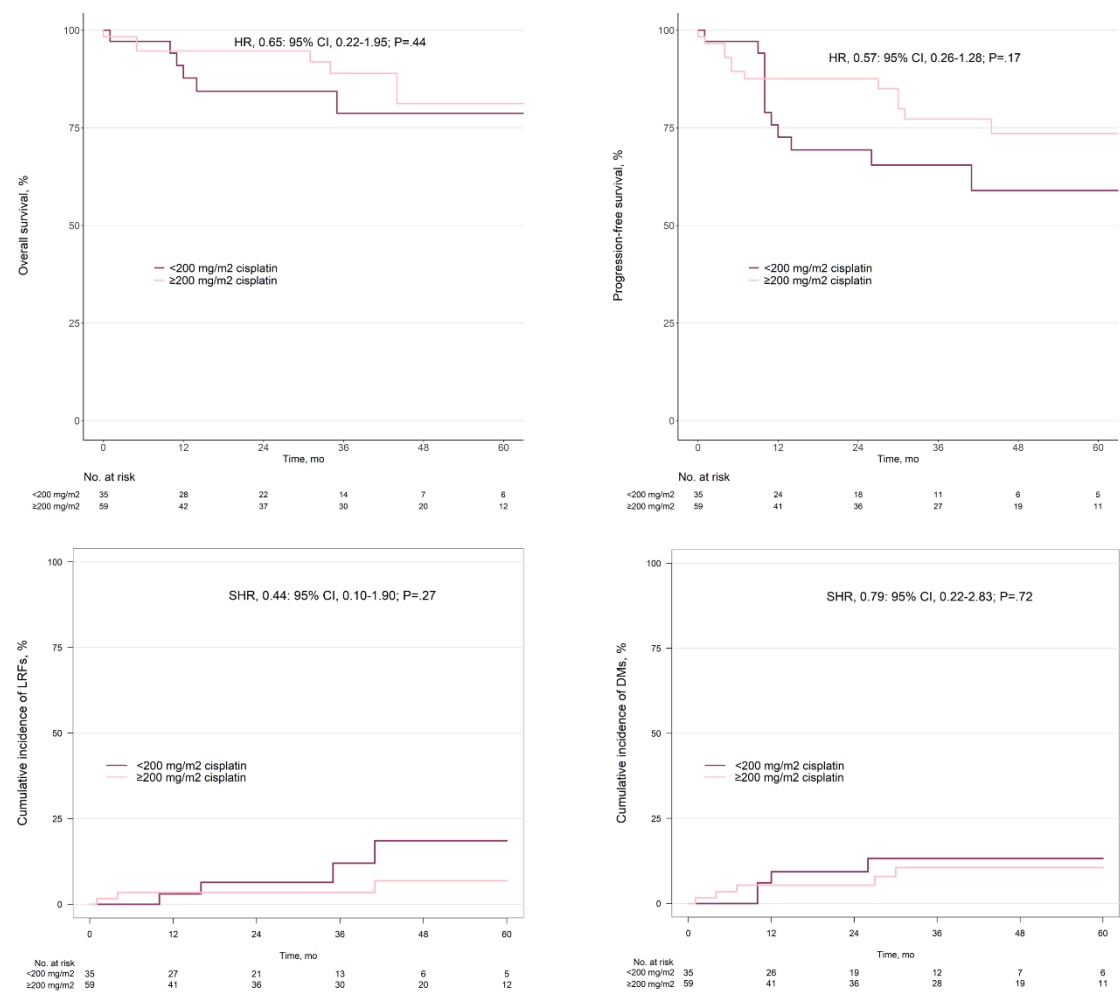 HR, 0.65: 95% CI, 0.22-1.95; P=.44
Overall survival, %
100
75
50
25
0
<200 mg/m2 cisplatin
≥200 mg/m2 cisplatin
0 12 24 36 48 60
Time, mo
No. at risk
<200 mg/m2 35 28 22 14 7 6
≥200 mg/m2 59 42 37 30 20 12
HR, 0.57: 95% CI, 0.26-1.28; P=.17
Progression-free survival, %
100
75
50
25
0
<200 mg/m2 cisplatin
≥200 mg/m2 cisplatin
0 12 24 36 48 60
Time, mo
No. at risk
<200 mg/m2 35 24 18 11 6 5
≥200 mg/m2 59 41 36 27 19 11
SHR, 0.44: 95% CI, 0.10-1.90; P=.27
Cumulative incidence of LRFs, %
100
75
50
25
0
<200 mg/m2 cisplatin
≥200 mg/m2 cisplatin
0 12 24 36 48 60
Time, mo
No. at risk
<200 mg/m2 35 27 21 13 6 5
≥200 mg/m2 59 41 36 30 20 12
SHR, 0.79: 95% CI, 0.22-2.83; P=.72
Cumulative incidence of DMs, %
100
75
50
25
0
<200 mg/m2 cisplatin
≥200 mg/m2 cisplatin
0 12 24 36 48 60
Time, mo
No. at risk
<200 mg/m2 35 26 19 12 7 6
≥200 mg/m2 59 41 36 28 19 11